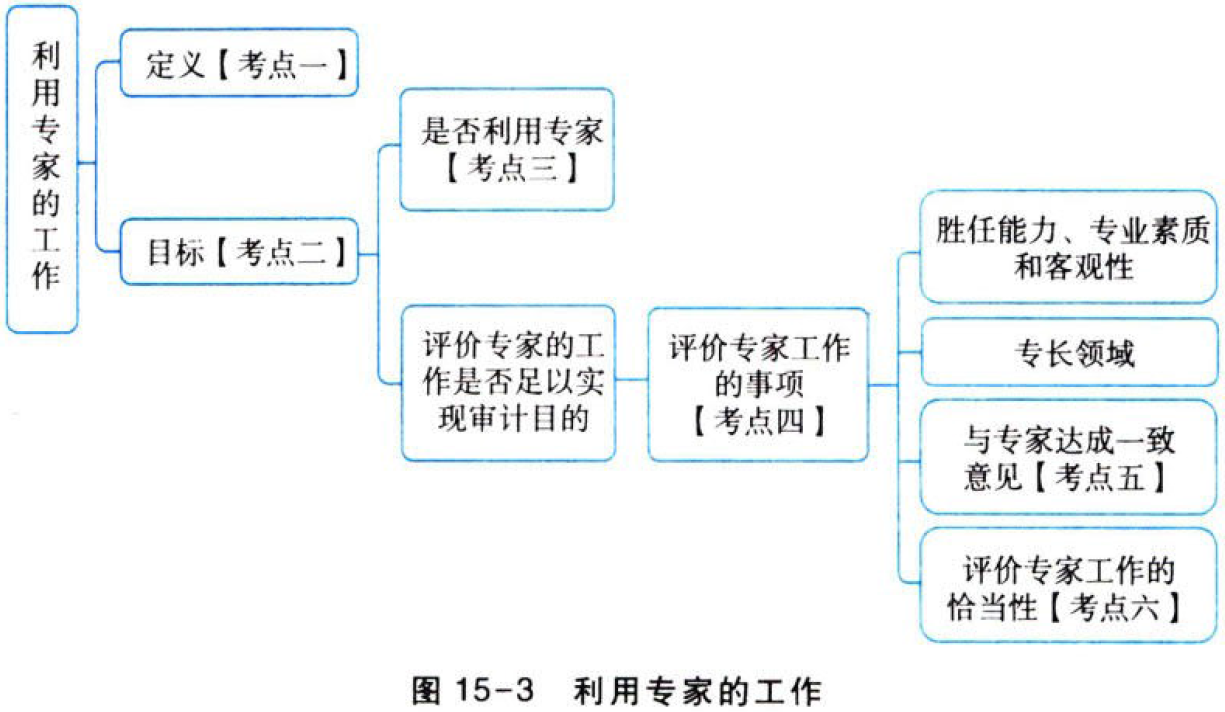 利用专家的工作
定义【考点一】
目标【考点二】
是否利用专家
【考点三】
评价专家的工
作是否足以实
现审计目的
评价专家工作
的事项
【考点四】
胜任能力、专业素质
和客观性
专长领域
与专家达成一致
意见【考点五】
评价专家工作的
恰当性【考点六】
图 15-3 利用专家的工作